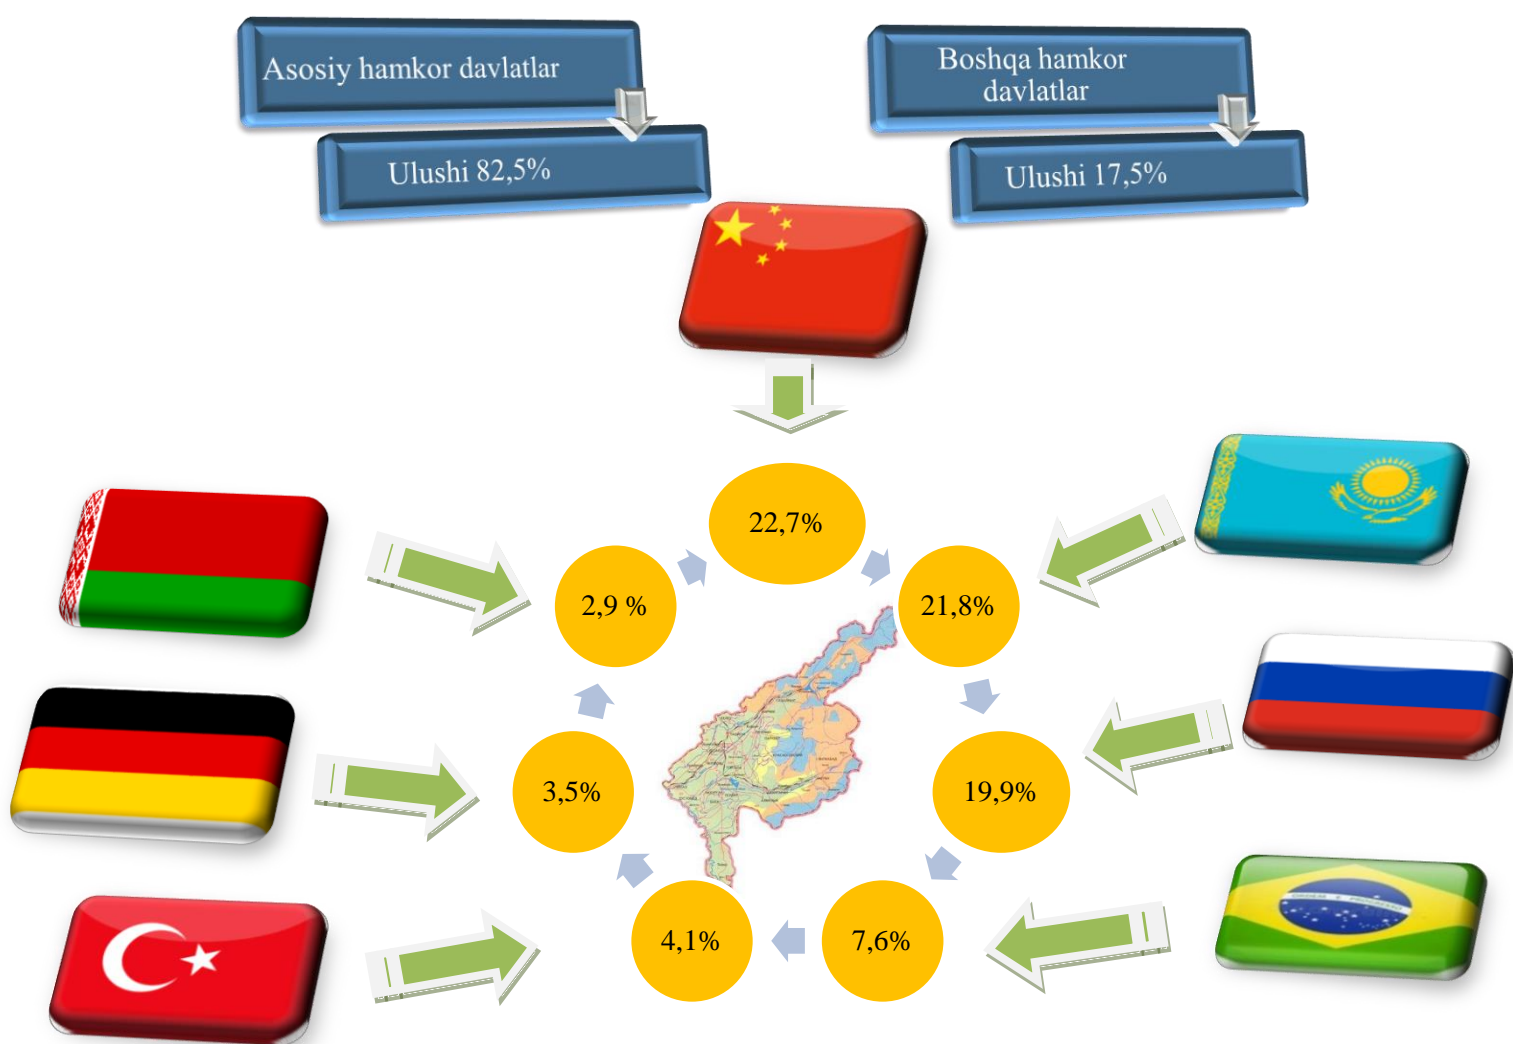 Asosiy hamkor davlatlar
Ulushi 82,5%
Boshqa hamkor
davlatlar
Ulushi 17,5%
22,7%
2,9 %
21,8%
3,5%
19,9%
4,1%
7,6%